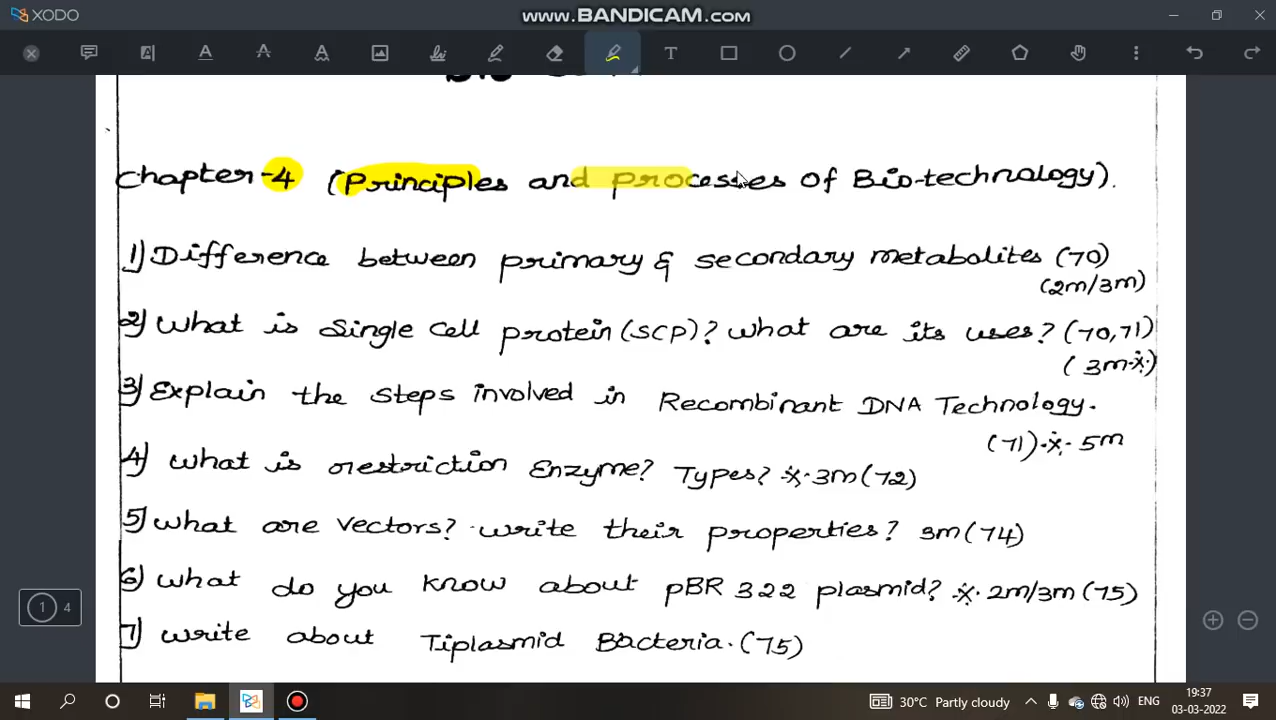 XODO
www.BANDICAM.com
Chapter-4 (Principles and processes of Bio-technology).
1) Difference between primary & secondary metabolites (70)
(2m/3m)
2) What is Single Cell protein (SCP)? what are its uses? (70,71)
(3m·※·)
3) Explain the Steps involved in Recombinant DNA Technology.
(71)·※· 5m
4) What is restriction Enzyme? Types? ※·3m (72)
5) What are vectors? write their properties? 3m (74)
6) What do you know about pBR 322 plasmid? ·※· 2m/3m (75)
7) write about Tiplasmid Bacteria. (75)
1 4
30°C Partly cloudy
ENG
19:37
03-03-2022